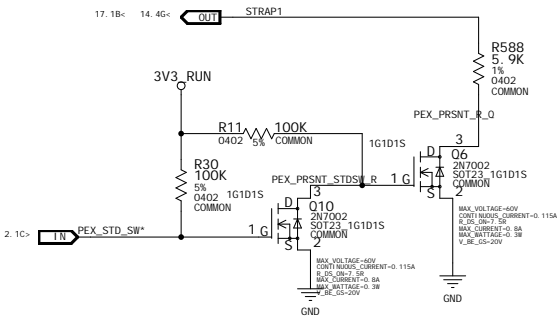 17.1B< 14.4G< OUT STRAP1
R588
5.9K
1%
0402
COMMON
3V3_RUN
PEX_PRSNT_R_Q
R11 100K
0402 5% COMMON
1G1D1S
3
D Q6
2N7002
SOT23_1G1D1S
COMMON
1 G
S 2
R30
100K
5%
0402
COMMON
1G1D1S
PEX_PRSNT_STDSW_R
3
D Q10
2N7002
SOT23_1G1D1S
COMMON
1 G
S 2
2.1C> IN PEX_STD_SW*
MAX_VOLTAGE=60V
CONTINUOUS_CURRENT=0.115A
R_DS_ON=7.5R
MAX_CURRENT=0.8A
MAX_WATTAGE=0.3W
V_BE_GS=20V
MAX_VOLTAGE=60V
CONTINUOUS_CURRENT=0.115A
R_DS_ON=7.5R
MAX_CURRENT=0.8A
MAX_WATTAGE=0.3W
V_BE_GS=20V
GND
GND